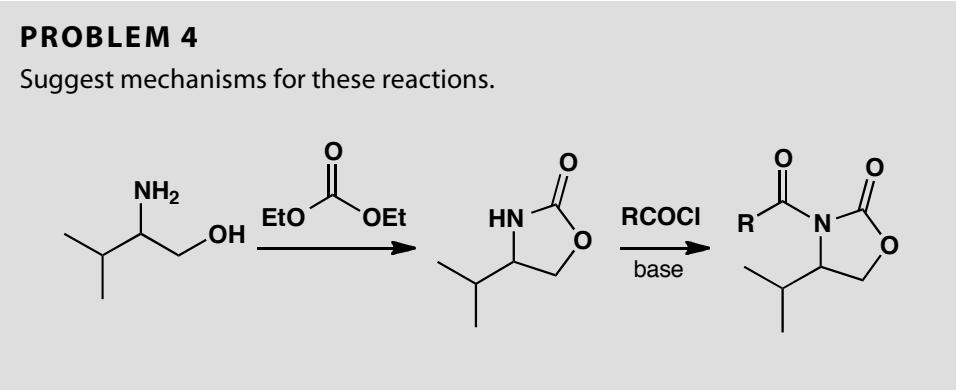 PROBLEM 4
Suggest mechanisms for these reactions.
O
EtO OEt
NH₂
OH
O
HN
O
RCOCl
base
O
O
R
N
O